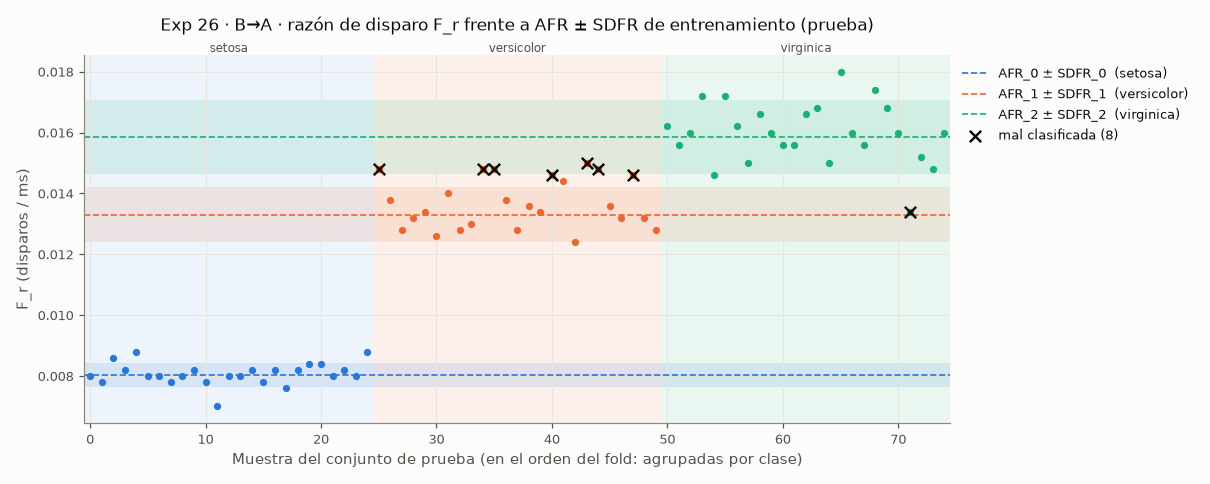 Exp 26 · B→A · razón de disparo F_r frente a AFR ± SDFR de entrenamiento (prueba)
setosa versicolor virginica
0.018
0.016
0.014
0.012
0.010
0.008
F_r (disparos / ms)
0 10 20 30 40 50 60 70
Muestra del conjunto de prueba (en el orden del fold: agrupadas por clase)
AFR_0 ± SDFR_0 (setosa)
AFR_1 ± SDFR_1 (versicolor)
AFR_2 ± SDFR_2 (virginica)
mal clasificada (8)